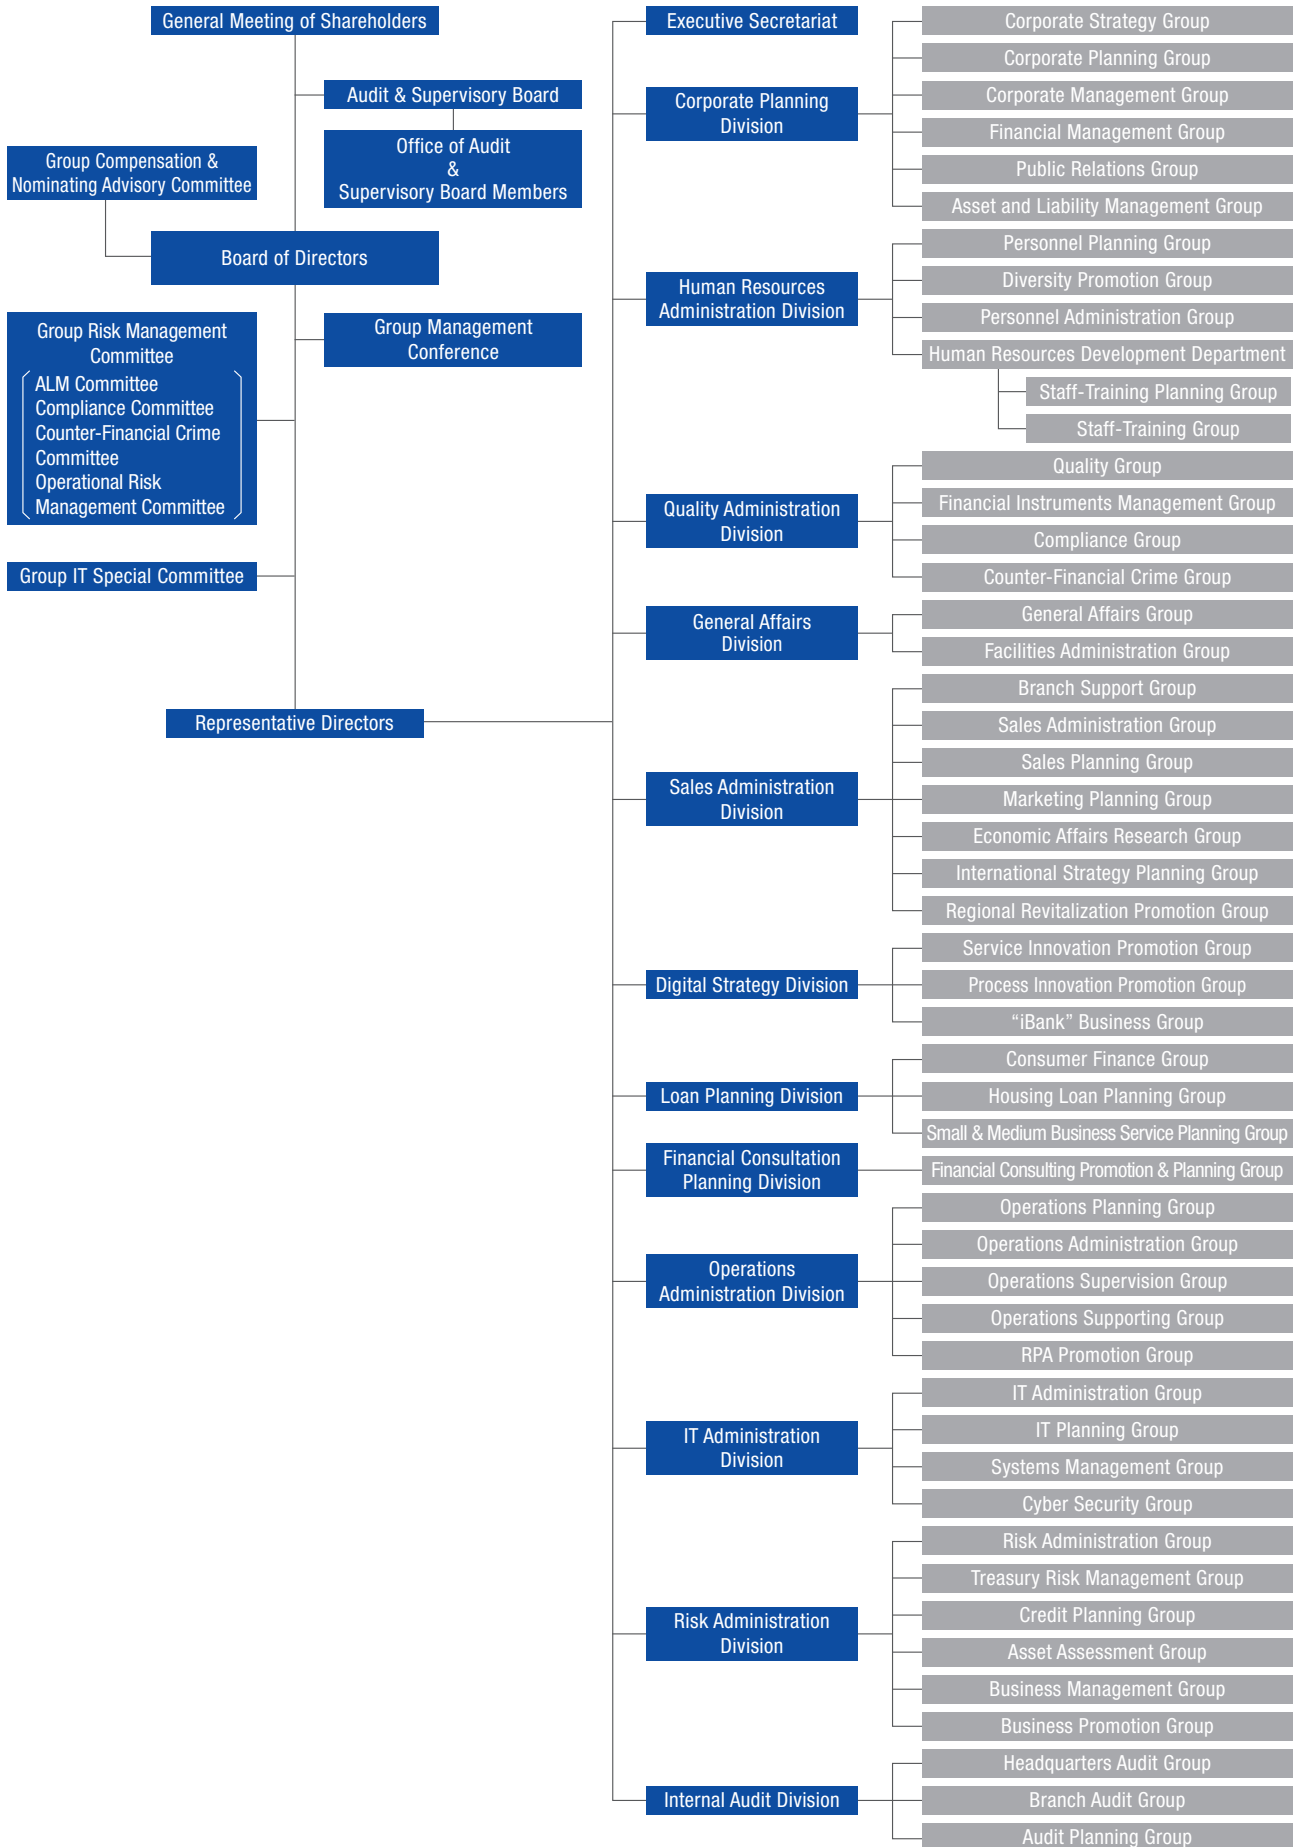 General Meeting of Shareholders
Audit & Supervisory Board
Office of Audit
&
Supervisory Board Members
Group Compensation &
Nominating Advisory Committee
Board of Directors
Group Management
Conference
Group Risk Management
Committee
ALM Committee
Compliance Committee
Counter-Financial Crime
Committee
Operational Risk
Management Committee
Group IT Special Committee
Representative Directors
Executive Secretariat
Corporate Planning
Division
Corporate Strategy Group
Corporate Planning Group
Corporate Management Group
Financial Management Group
Public Relations Group
Asset and Liability Management Group
Human Resources
Administration Division
Personnel Planning Group
Diversity Promotion Group
Personnel Administration Group
Human Resources Development Department
Staff-Training Planning Group
Staff-Training Group
Quality Administration
Division
Quality Group
Financial Instruments Management Group
Compliance Group
Counter-Financial Crime Group
General Affairs
Division
General Affairs Group
Facilities Administration Group
Sales Administration
Division
Branch Support Group
Sales Administration Group
Sales Planning Group
Marketing Planning Group
Economic Affairs Research Group
International Strategy Planning Group
Regional Revitalization Promotion Group
Digital Strategy Division
Service Innovation Promotion Group
Process Innovation Promotion Group
“iBank” Business Group
Loan Planning Division
Consumer Finance Group
Housing Loan Planning Group
Small & Medium Business Service Planning Group
Financial Consultation
Planning Division
Financial Consulting Promotion & Planning Group
Operations
Administration Division
Operations Planning Group
Operations Administration Group
Operations Supervision Group
Operations Supporting Group
RPA Promotion Group
IT Administration
Division
IT Administration Group
IT Planning Group
Systems Management Group
Cyber Security Group
Risk Administration
Division
Risk Administration Group
Treasury Risk Management Group
Credit Planning Group
Asset Assessment Group
Business Management Group
Business Promotion Group
Internal Audit Division
Headquarters Audit Group
Branch Audit Group
Audit Planning Group